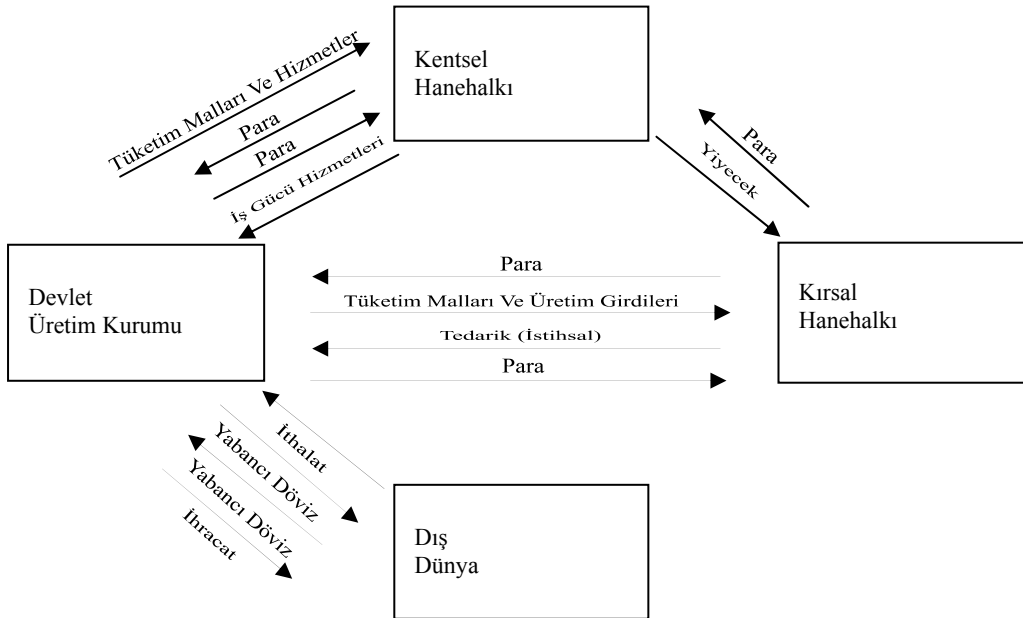 Kentsel
Hanehalkı
Tüketim Malları Ve Hizmetler
Para
Para
İş Gücü Hizmetleri
Para
Yiyecek
Devlet
Üretim Kurumu
Para
Tüketim Malları Ve Üretim Girdileri
Tedarik (İstihsal)
Para
Kırsal
Hanehalkı
İthalat
Yabancı Döviz
Yabancı Döviz
İhracat
Dış
Dünya